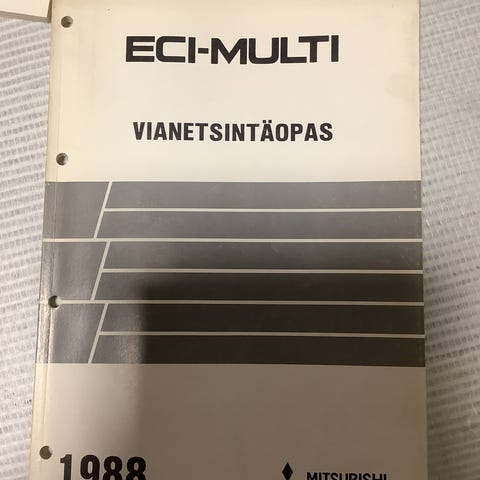 ECI-MULTI
VIANETSINTÄOPAS
1988
MITSUBISHI